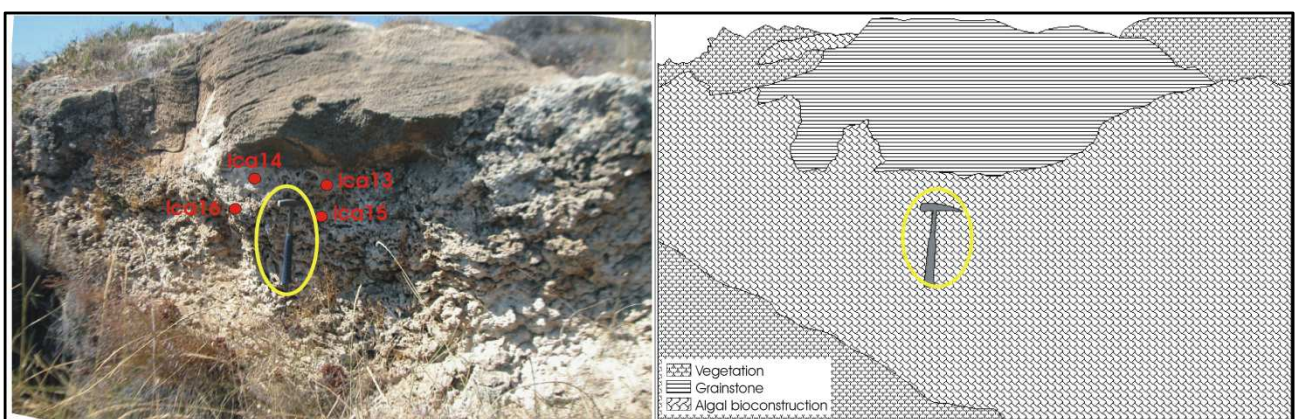 ica14
ica13
ica16
ica15
Vegetation
Grainstone
Algal bioconstruction